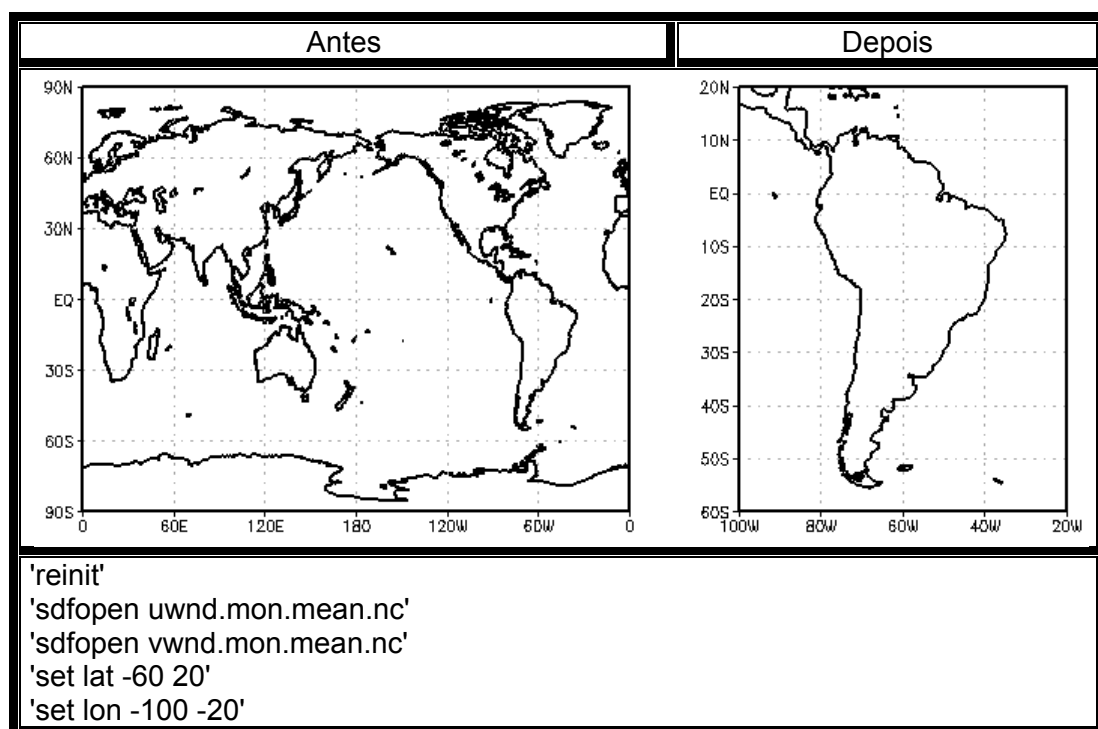 Antes
Depois
90N
60N
30N
EQ
30S
60S
90S
0 60E 120E 180 120W 60W 0
20N
10N
EQ
10S
20S
30S
40S
50S
60S
100W 80W 60W 40W 20W
'reinit'
'sdfopen uwnd.mon.mean.nc'
'sdfopen vwnd.mon.mean.nc'
'set lat -60 20'
'set lon -100 -20'